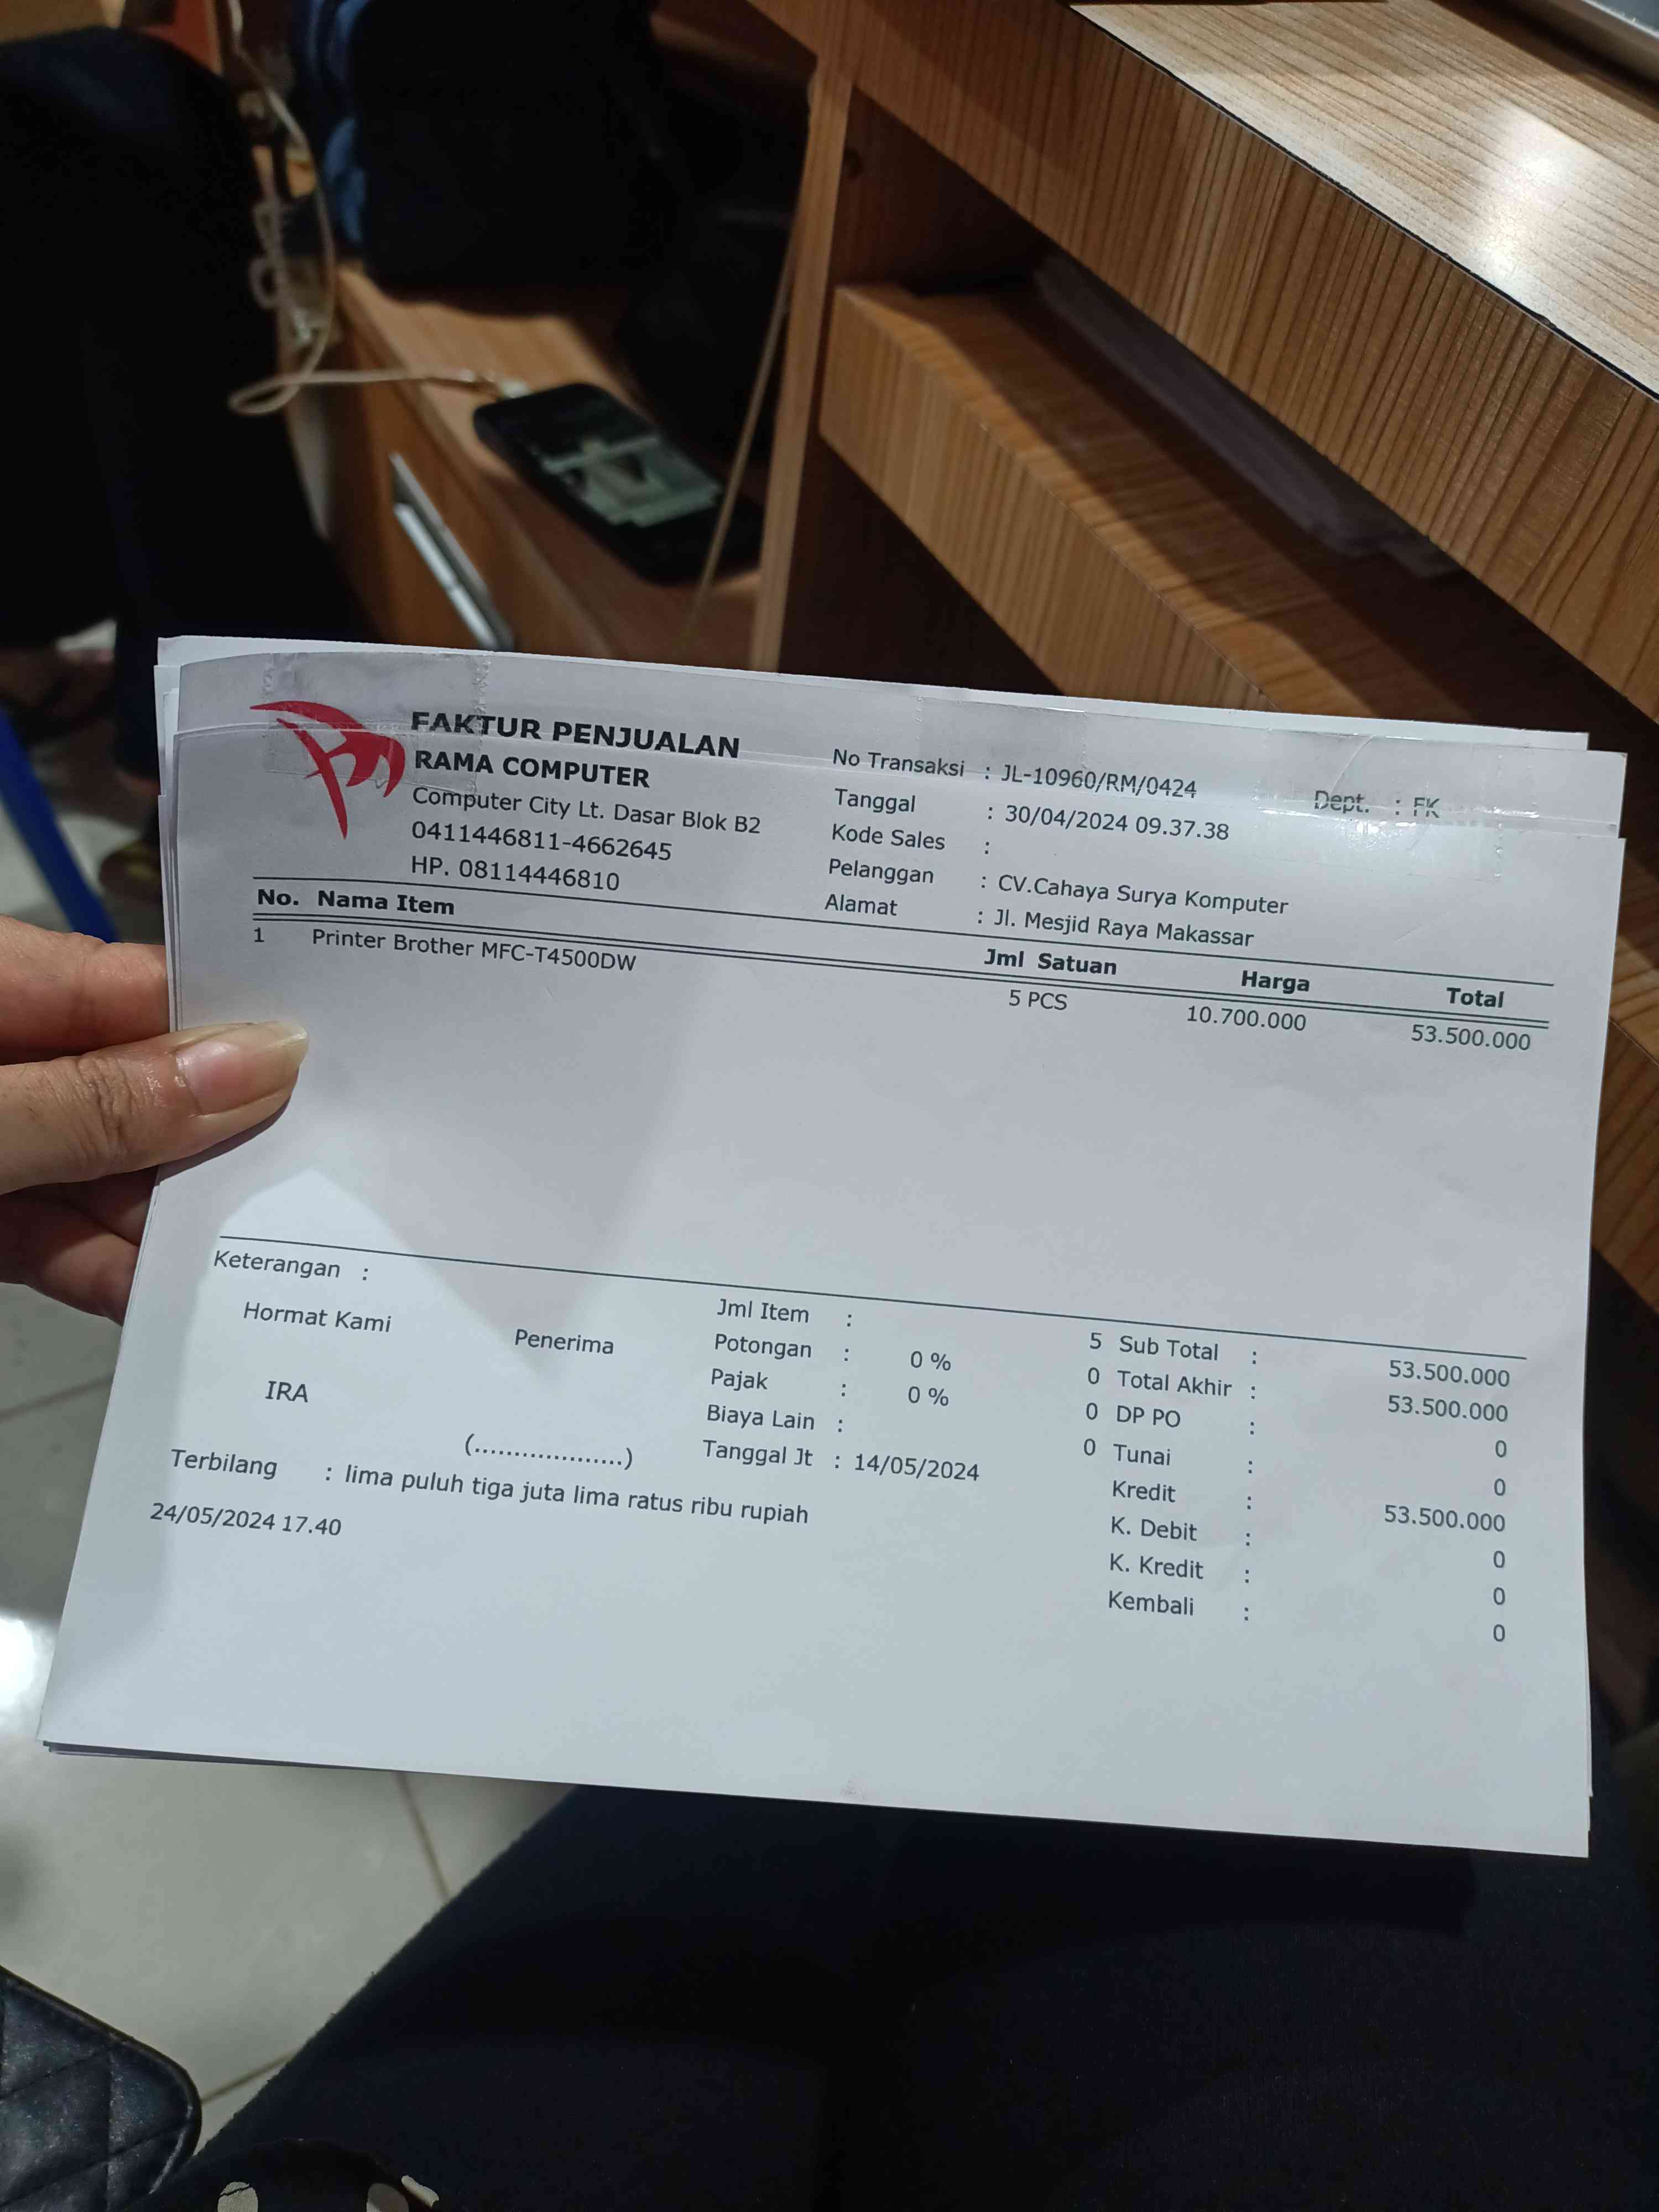 FAKTUR PENJUALAN
RAMA COMPUTER
Computer City Lt. Dasar Blok B2
0411446811-4662645
HP. 08114446810
No Transaksi : JL-10960/RM/0424
Dept. : FK
Tanggal : 30/04/2024 09.37.38
Kode Sales :
Pelanggan : CV.Cahaya Surya Komputer
Alamat : Jl. Mesjid Raya Makassar
No. Nama Item Jml Satuan Harga Total
1 Printer Brother MFC-T4500DW 5 PCS 10.700.000 53.500.000
Keterangan :
Hormat Kami Penerima
IRA
(...................)
Jml Item : 5
Potongan : 0 % 0
Pajak : 0 % 0
Biaya Lain : 0
Tanggal Jt : 14/05/2024
Sub Total : 53.500.000
Total Akhir : 53.500.000
DP PO : 0
Tunai : 0
Kredit : 53.500.000
K. Debit : 0
K. Kredit : 0
Kembali : 0
Terbilang : lima puluh tiga juta lima ratus ribu rupiah
24/05/2024 17.40